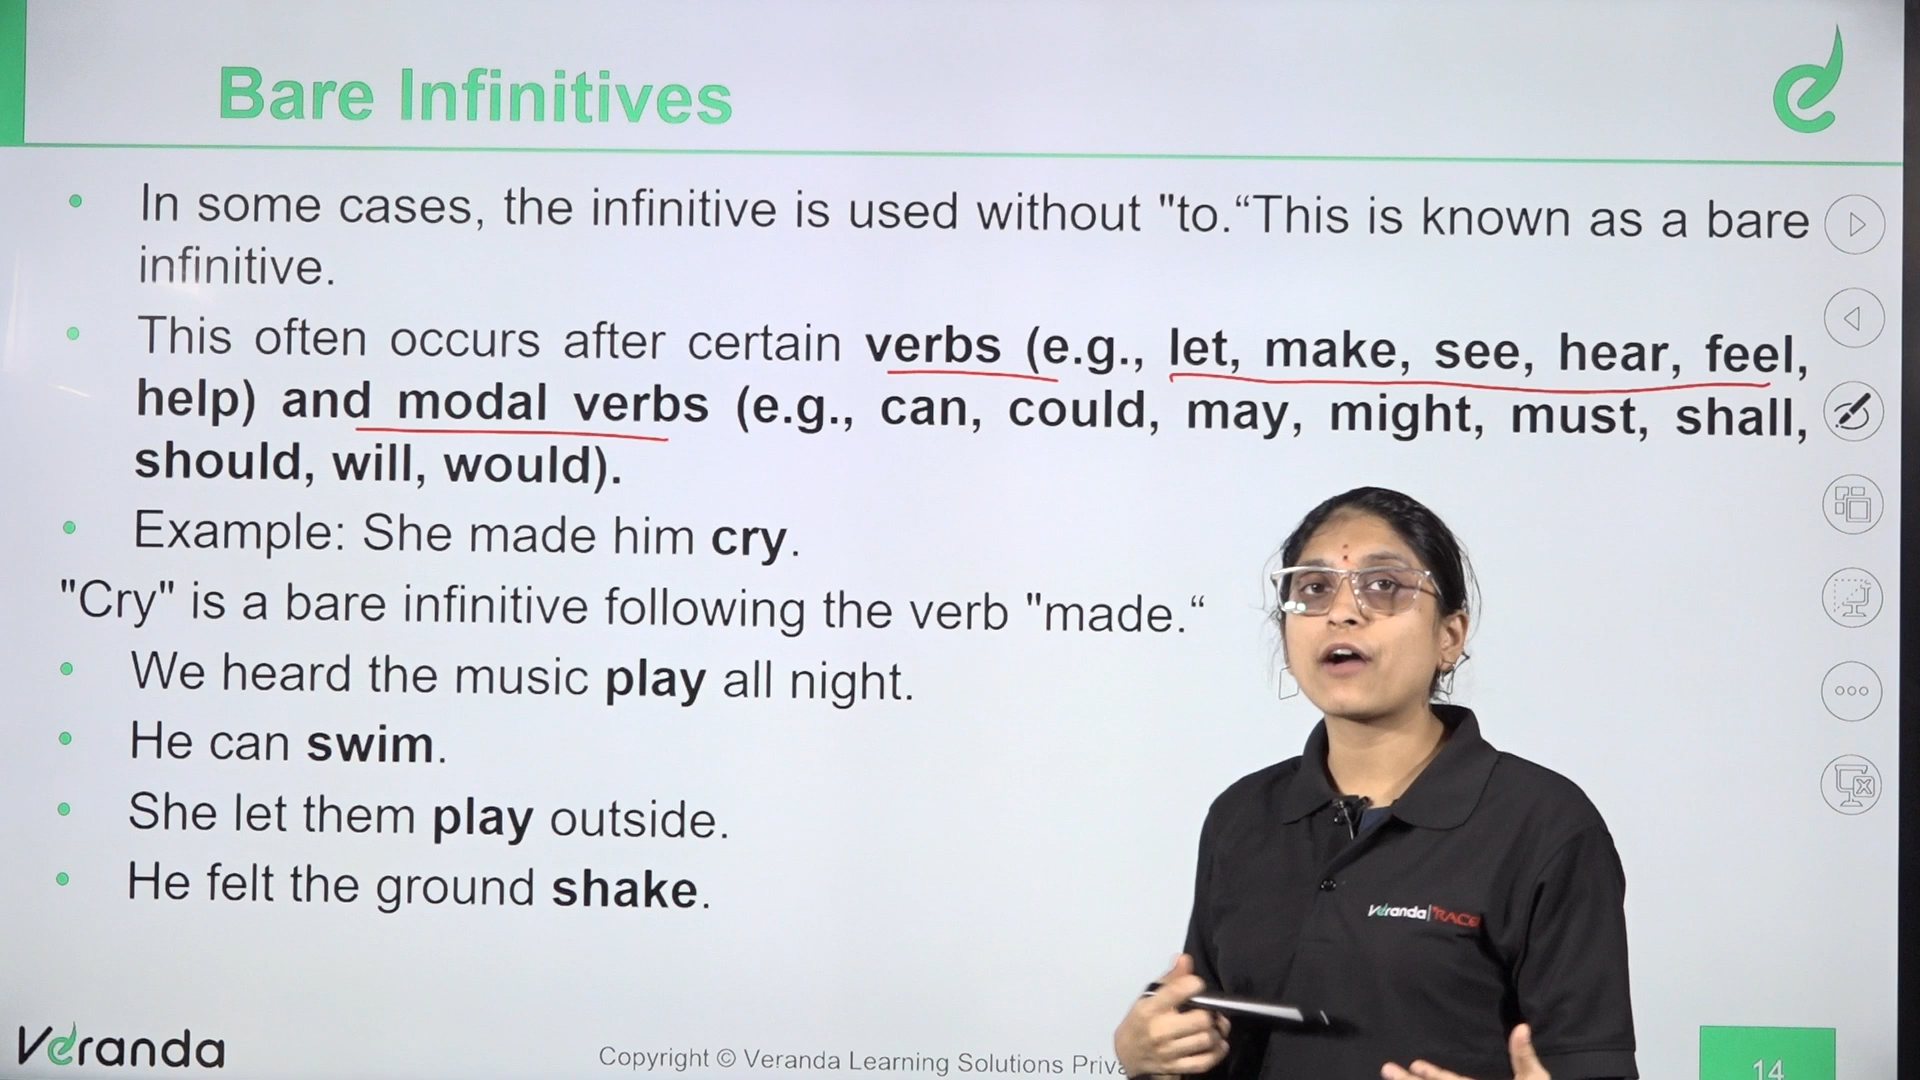 Bare Infinitives
In some cases, the infinitive is used without "to.“This is known as a bare
infinitive.
This often occurs after certain verbs (e.g., let, make, see, hear, feel,
help) and modal verbs (e.g., can, could, may, might, must, shall,
should, will, would).
Example: She made him cry.
"Cry" is a bare infinitive following the verb "made.“
We heard the music play all night.
He can swim.
She let them play outside.
He felt the ground shake.
Veranda|RACE
Veranda
Copyright © Veranda Learning Solutions
14